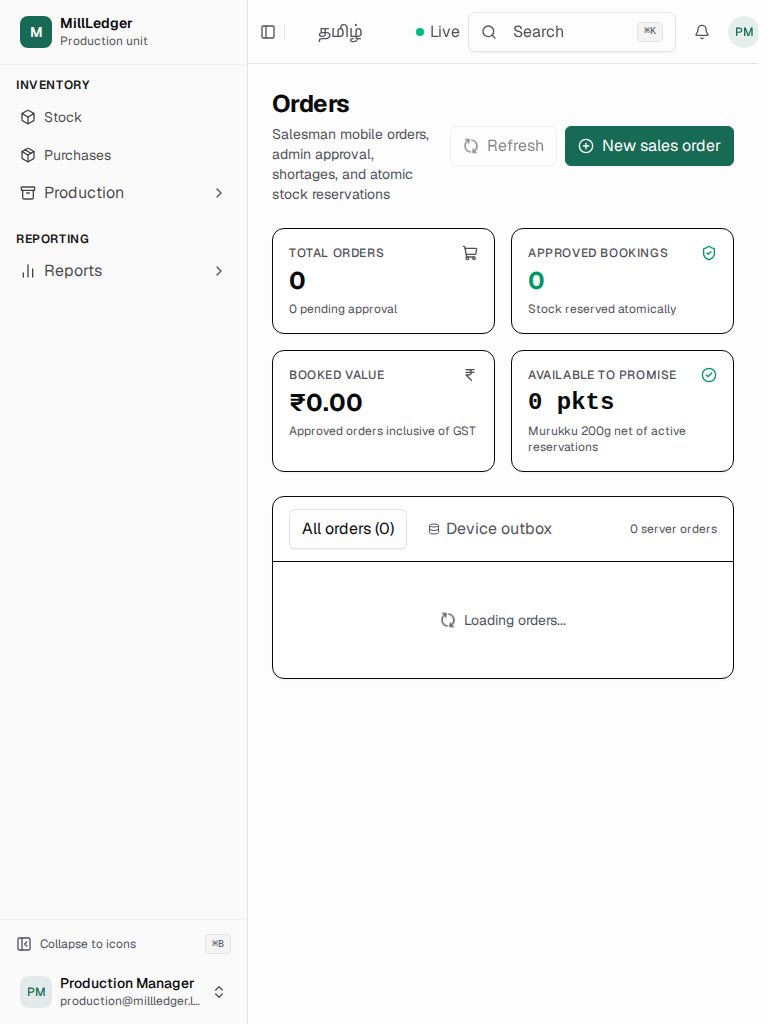 M
MillLedger
Production unit
INVENTORY
Stock
Purchases
Production
REPORTING
Reports
Collapse to icons
⌘B
PM
Production Manager
production@millledger.l...
தமிழ்
Live
Search
⌘K
PM
Orders
Salesman mobile orders,
admin approval,
shortages, and atomic
stock reservations
Refresh
New sales order
TOTAL ORDERS
0
0 pending approval
APPROVED BOOKINGS
0
Stock reserved atomically
BOOKED VALUE
₹
₹0.00
Approved orders inclusive of GST
AVAILABLE TO PROMISE
0 pkts
Murukku 200g net of active
reservations
All orders (0)
Device outbox
0 server orders
Loading orders...